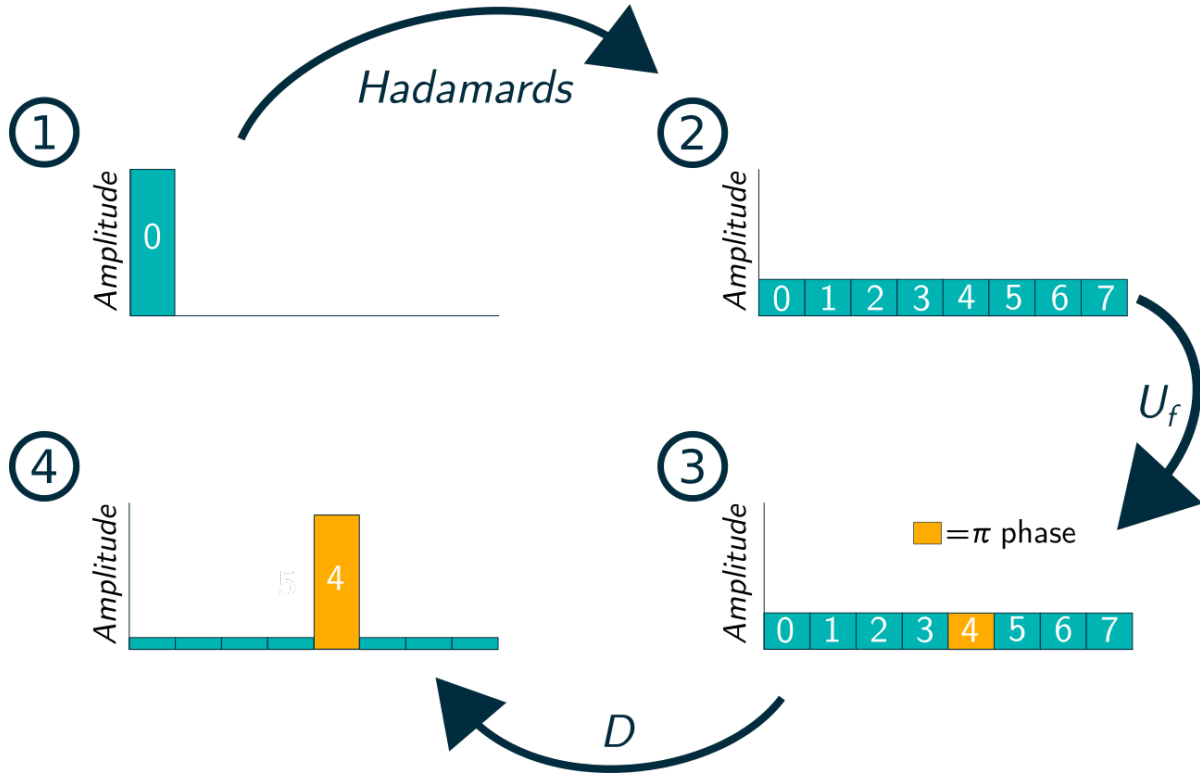 Hadamards
1
Amplitude
0
2
Amplitude
0 1 2 3 4 5 6 7
U_f
4
Amplitude
5 4
3
Amplitude
=π phase
0 1 2 3 4 5 6 7
D